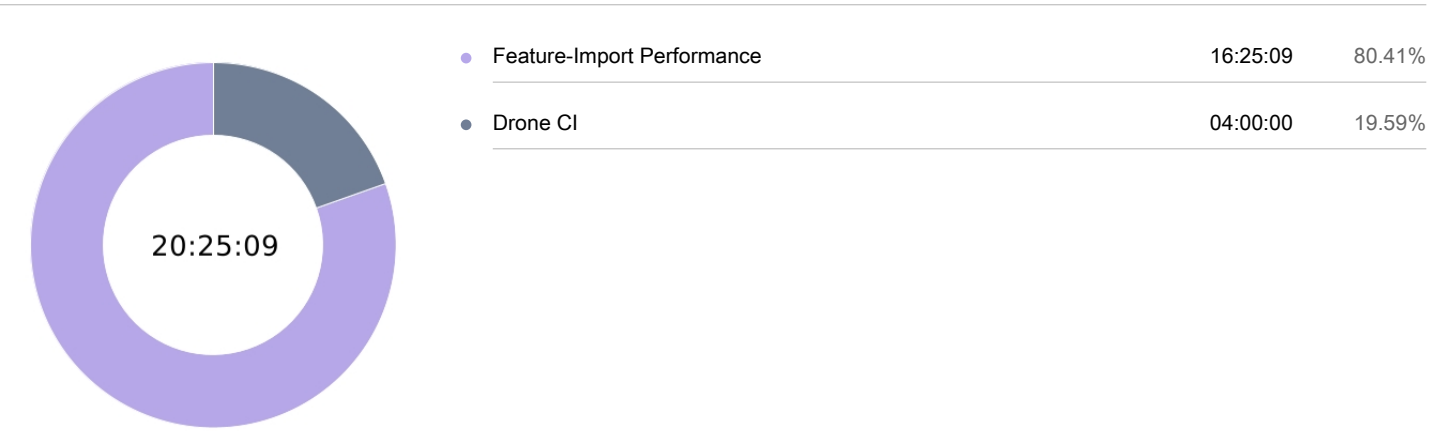 Feature-Import Performance 16:25:09 80.41%
Drone CI 04:00:00 19.59%
20:25:09